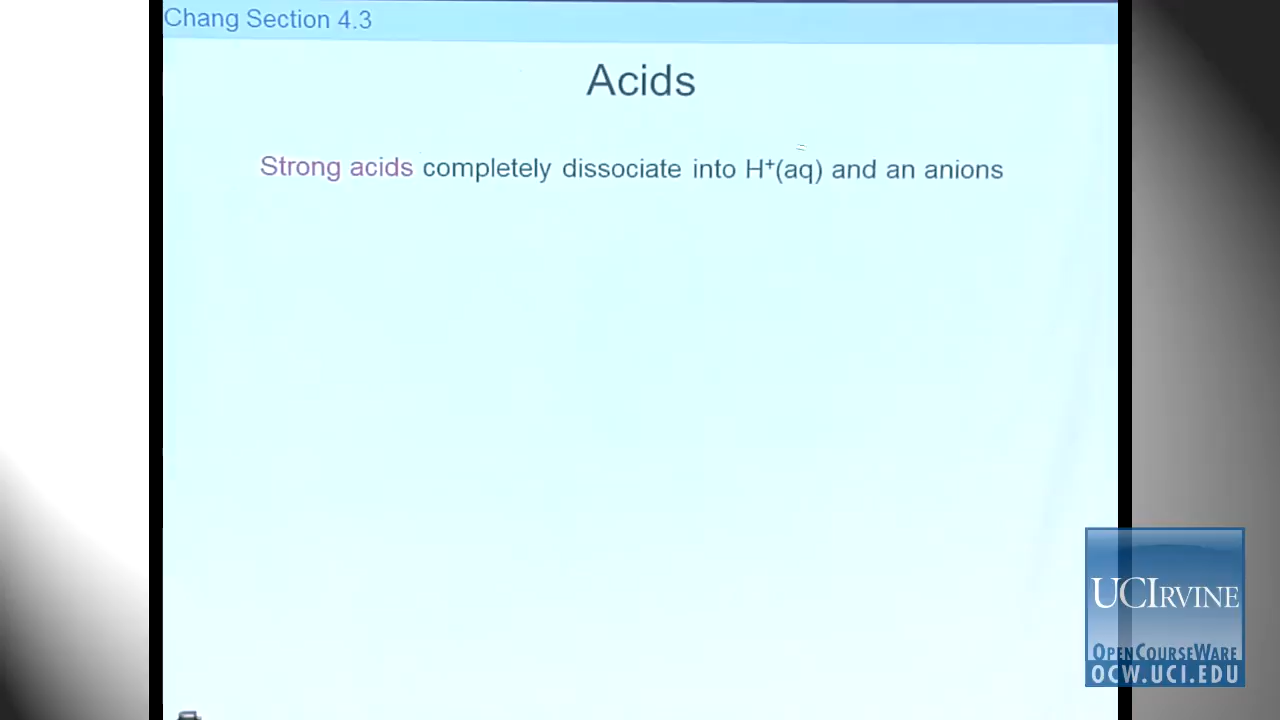 Chang Section 4.3
Acids
Strong acids completely dissociate into H⁺(aq) and an anions
UCIRVINE
OPENCOURSEWARE
OCW.UCI.EDU